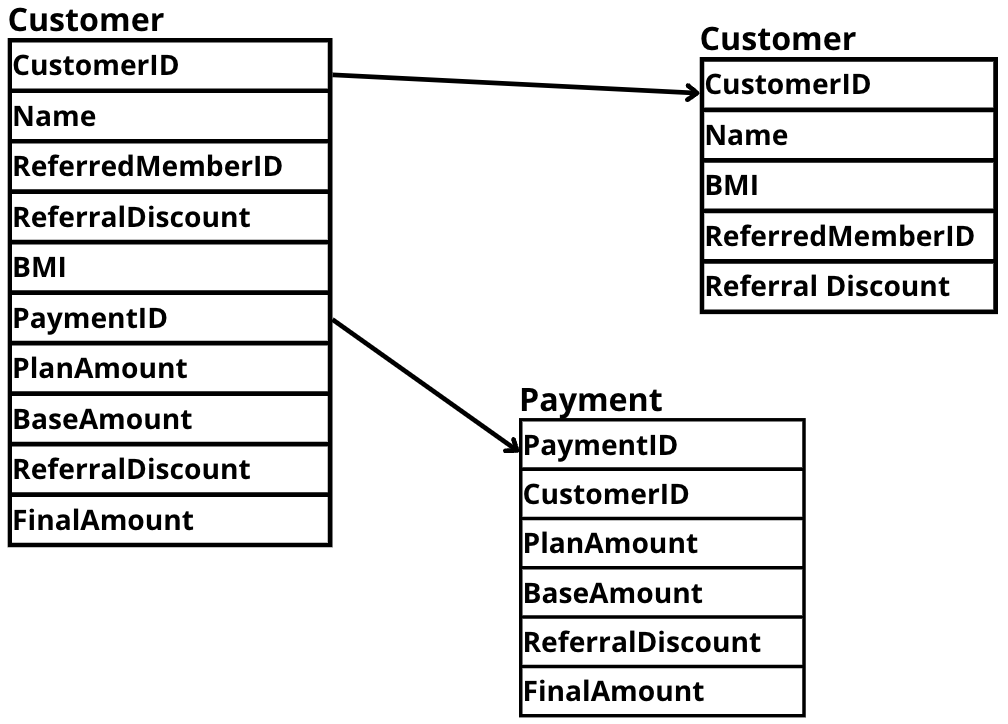 Customer
CustomerID
Name
ReferredMemberID
ReferralDiscount
BMI
PaymentID
PlanAmount
BaseAmount
ReferralDiscount
FinalAmount
Customer
CustomerID
Name
BMI
ReferredMemberID
Referral Discount
Payment
PaymentID
CustomerID
PlanAmount
BaseAmount
ReferralDiscount
FinalAmount